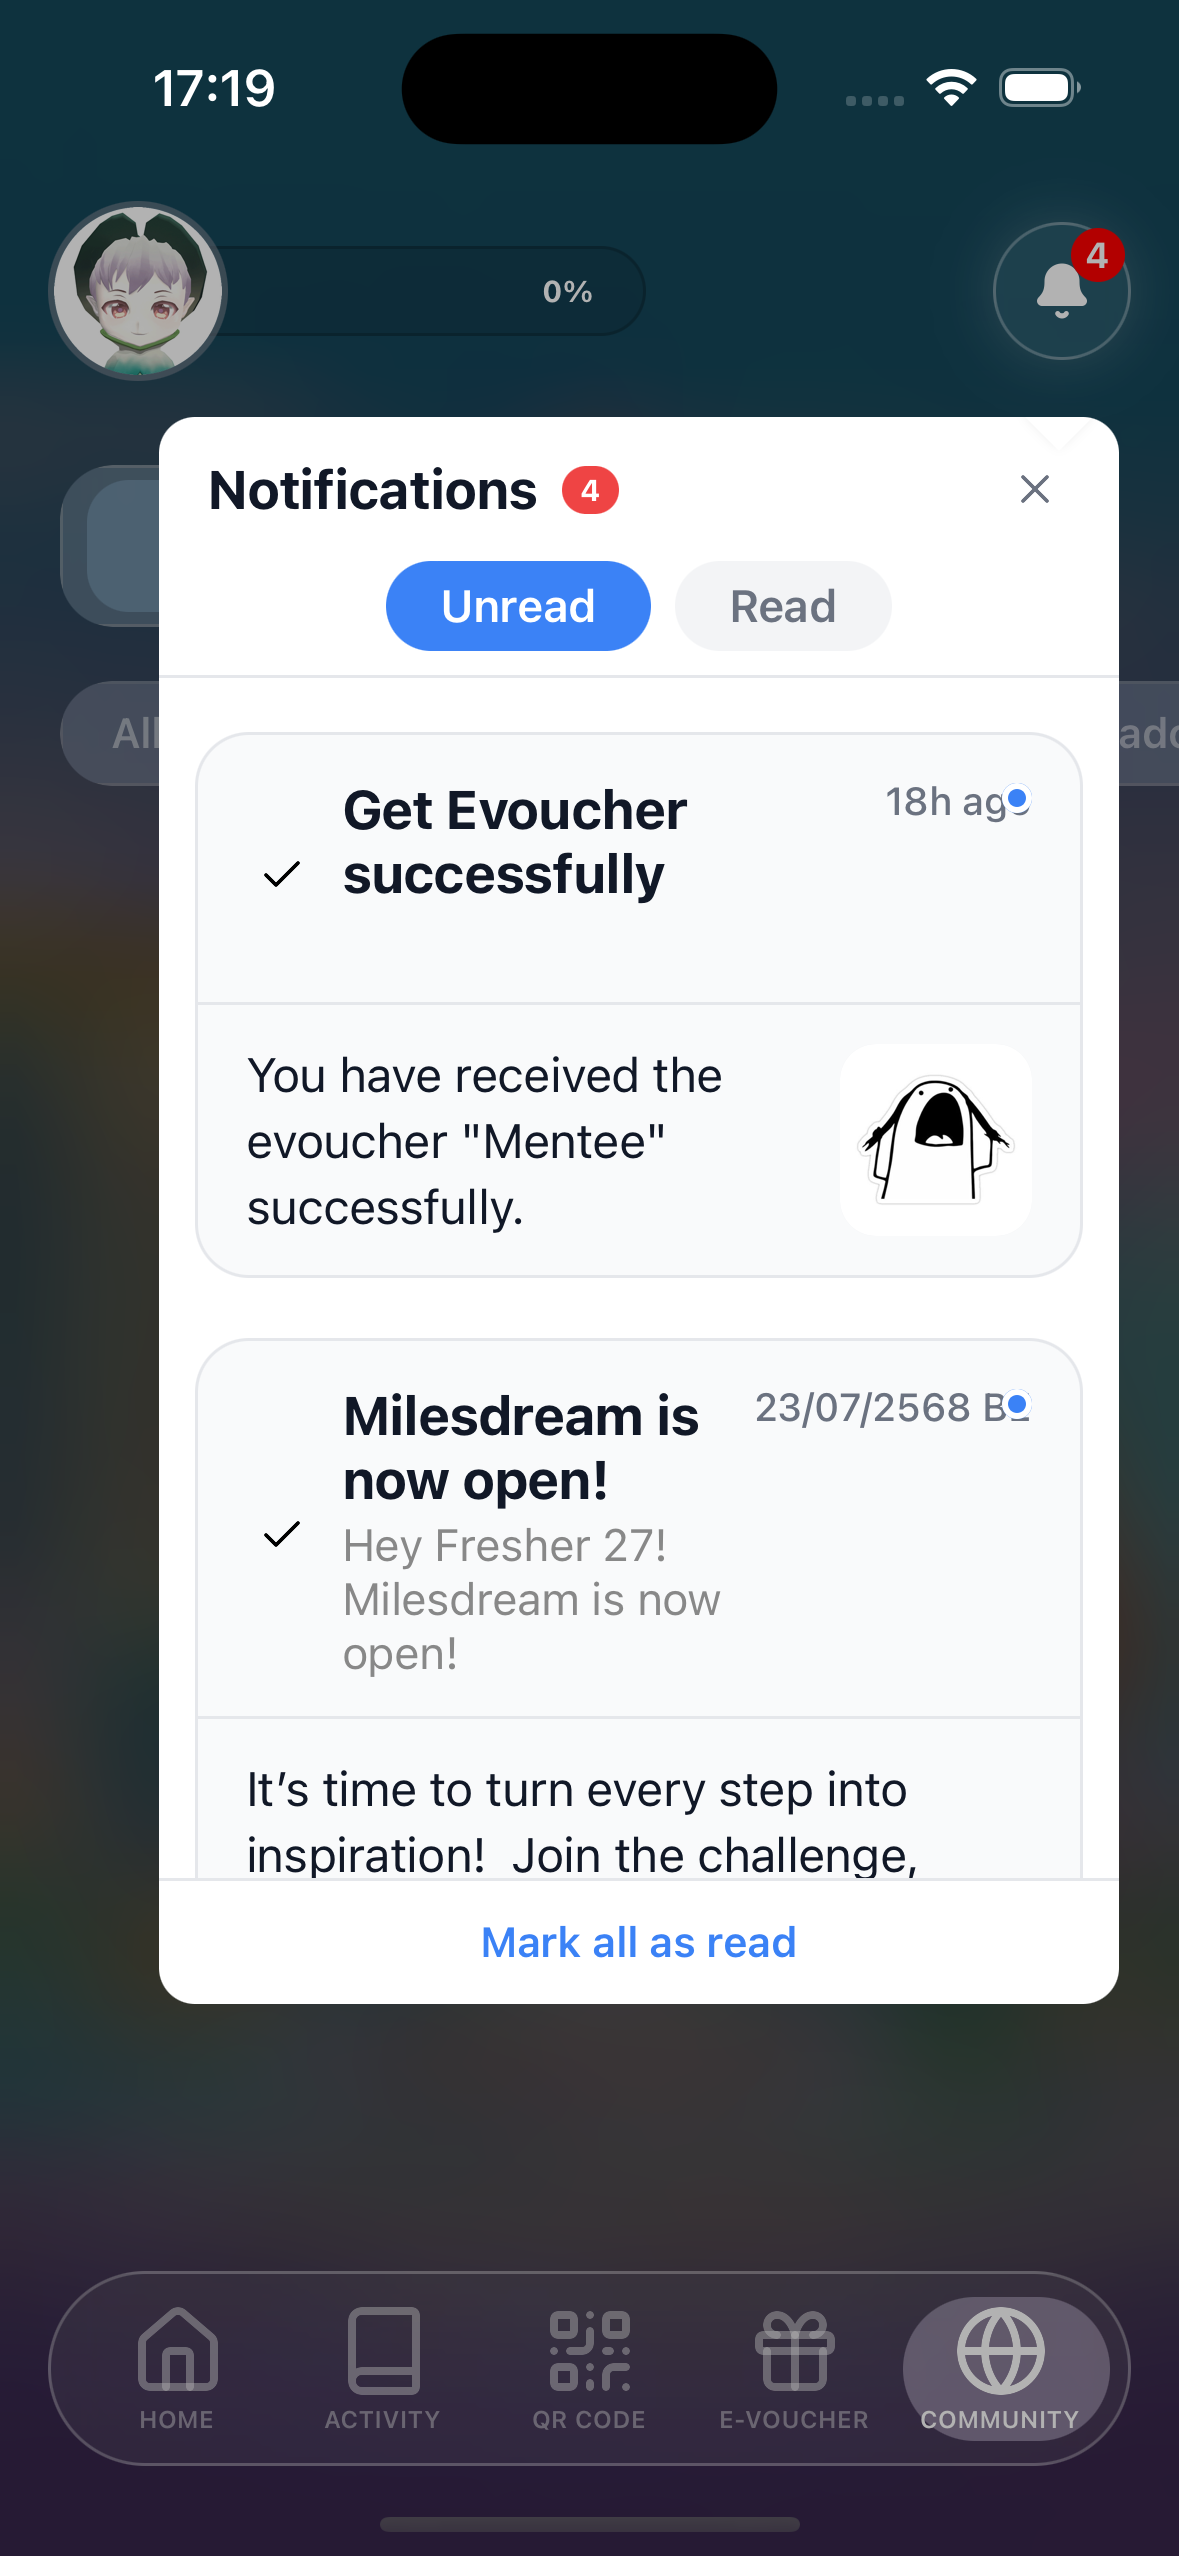 17:19
0%
4
Notifications 4
Unread
Read
All
Get Evoucher
successfully
18h
You have received the
evoucher "Mentee"
successfully.
Milesdream is
now open!
23/07/2568
Hey Fresher 27!
Milesdream is now
open!
It’s time to turn every step into
inspiration!  Join the challenge,
Mark all as read
HOME
ACTIVITY
QR CODE
E-VOUCHER
COMMUNITY